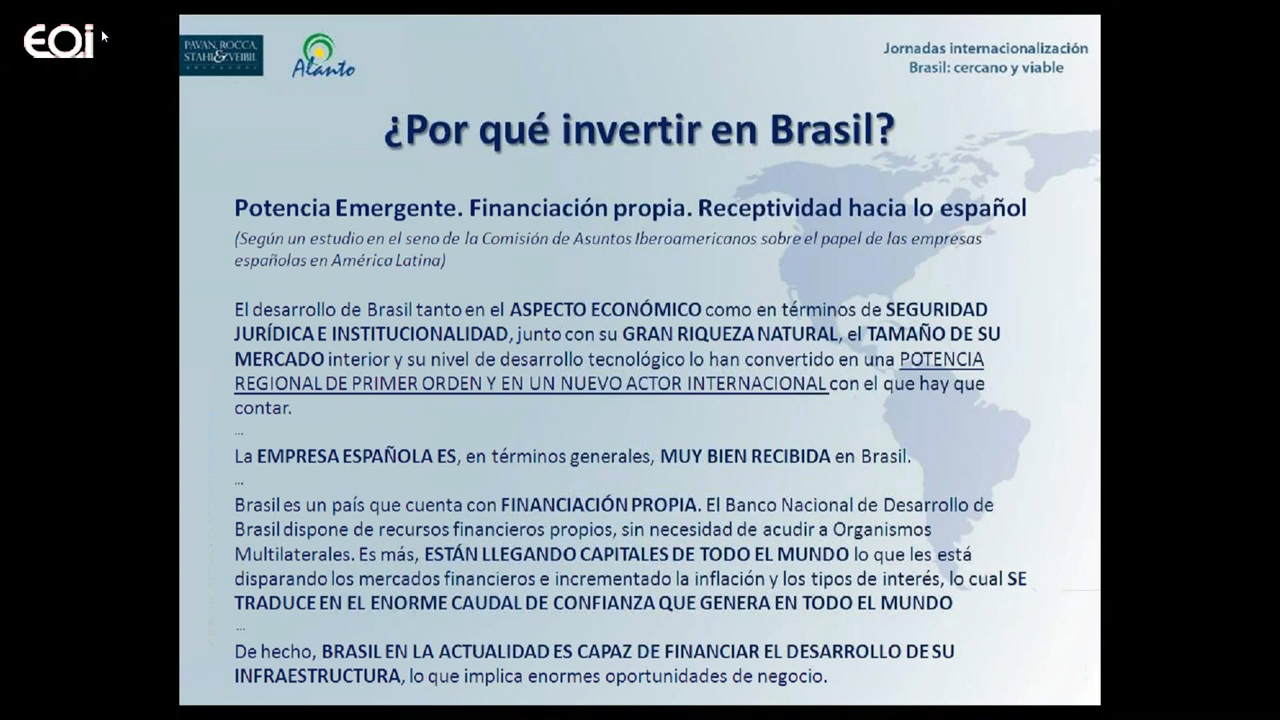 EOi
PAVAN, ROCCA,
STAHL & VEIBIL
Alanto
Jornadas internacionalización
Brasil: cercano y viable
¿Por qué invertir en Brasil?
Potencia Emergente. Financiación propia. Receptividad hacia lo español
(Según un estudio en el seno de la Comisión de Asuntos Iberoamericanos sobre el papel de las empresas
españolas en América Latina)
El desarrollo de Brasil tanto en el ASPECTO ECONÓMICO como en términos de SEGURIDAD
JURÍDICA E INSTITUCIONALIDAD, junto con su GRAN RIQUEZA NATURAL, el TAMAÑO DE SU
MERCADO interior y su nivel de desarrollo tecnológico lo han convertido en una POTENCIA
REGIONAL DE PRIMER ORDEN Y EN UN NUEVO ACTOR INTERNACIONAL con el que hay que
contar.
...
La EMPRESA ESPAÑOLA ES, en términos generales, MUY BIEN RECIBIDA en Brasil.
...
Brasil es un país que cuenta con FINANCIACIÓN PROPIA. El Banco Nacional de Desarrollo de
Brasil dispone de recursos financieros propios, sin necesidad de acudir a Organismos
Multilaterales. Es más, ESTÁN LLEGANDO CAPITALES DE TODO EL MUNDO lo que les está
disparando los mercados financieros e incrementado la inflación y los tipos de interés, lo cual SE
TRADUCE EN EL ENORME CAUDAL DE CONFIANZA QUE GENERA EN TODO EL MUNDO
...
De hecho, BRASIL EN LA ACTUALIDAD ES CAPAZ DE FINANCIAR EL DESARROLLO DE SU
INFRAESTRUCTURA, lo que implica enormes oportunidades de negocio.